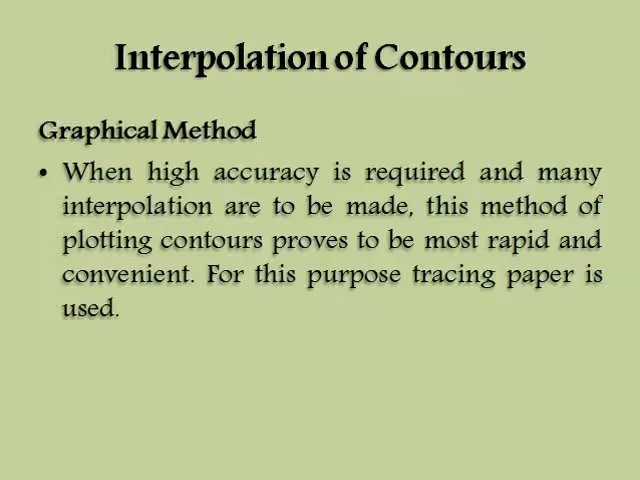 Interpolation of Contours
Graphical Method
• When high accuracy is required and many
interpolation are to be made, this method of
plotting contours proves to be most rapid and
convenient. For this purpose tracing paper is
used.